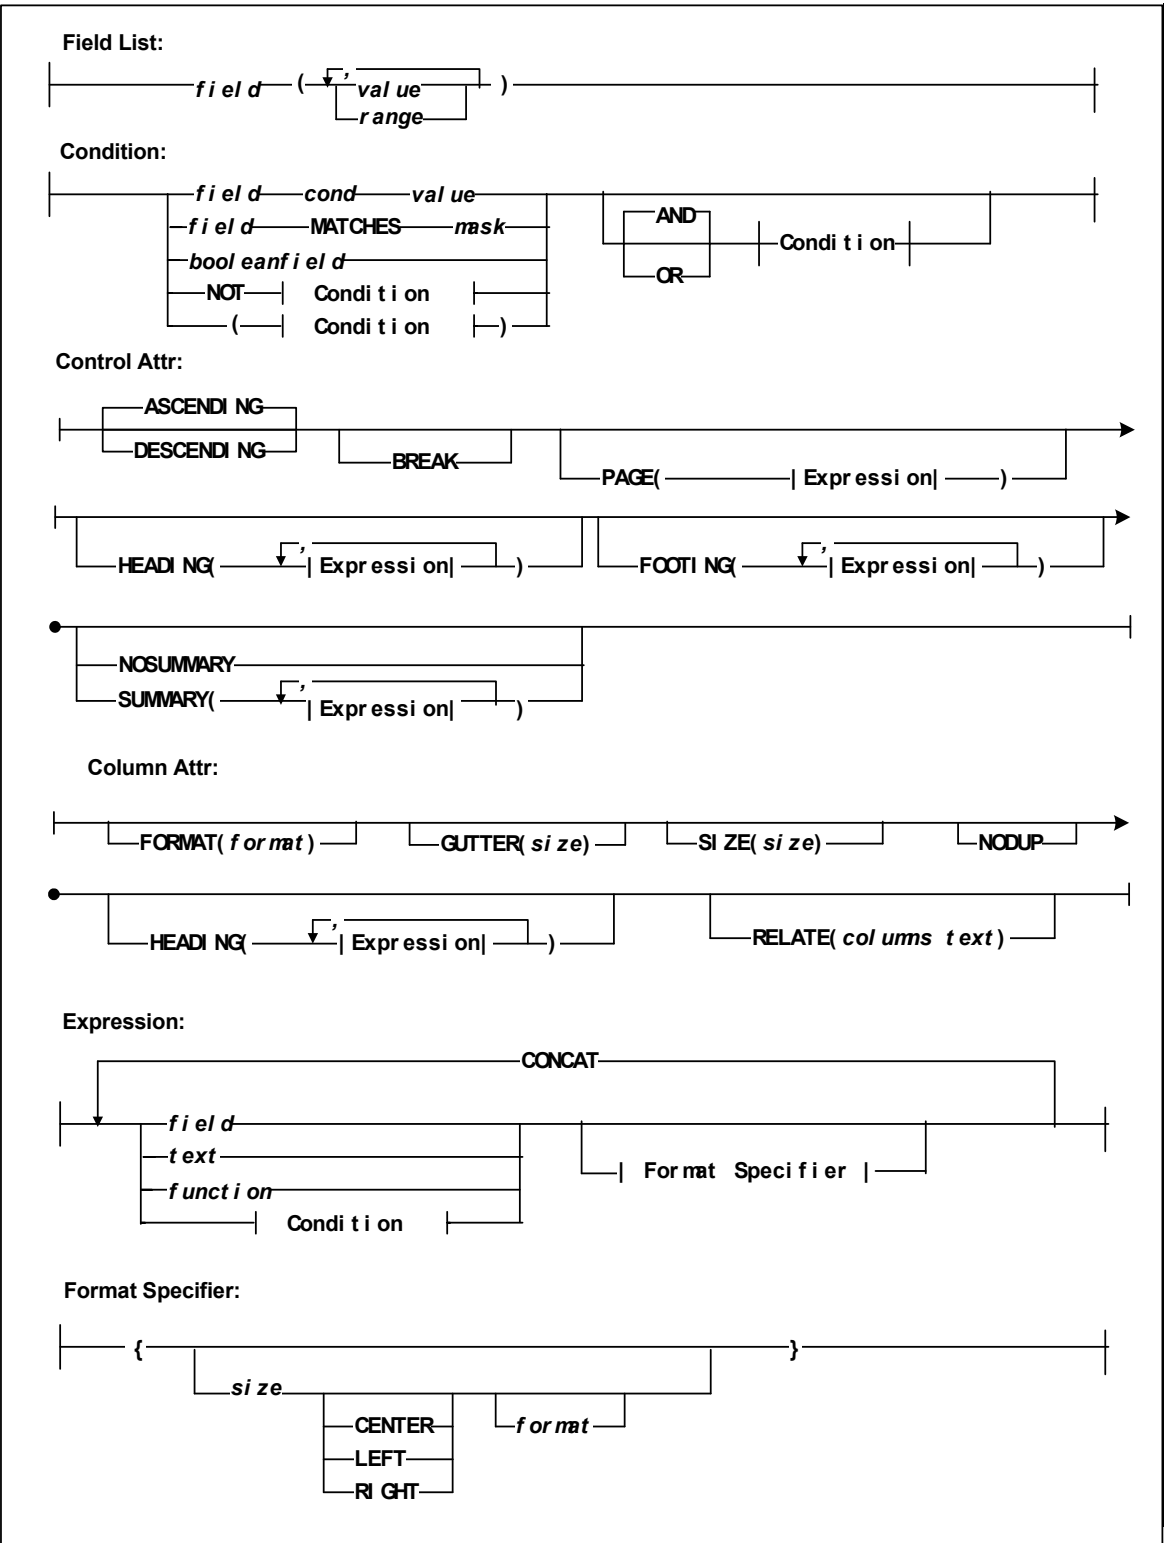 Field List:
,
field ( value )
range
Condition:
field cond value
field MATCHES mask
booleanfield
NOT Condition
( Condition )
AND
Condition
OR
Control Attr:
ASCENDING
DESCENDING
BREAK
PAGE( |Expression| )
,
HEADING( |Expression| )
,
FOOTING( |Expression| )
NOSUMMARY
,
SUMMARY( |Expression| )
Column Attr:
FORMAT(format) GUTTER(size) SIZE(size) NODUP
,
HEADING( |Expression| ) RELATE(columns text)
Expression:
CONCAT
field
text
function
Condition
| Format Specifier |
Format Specifier:
{ }
size
CENTER format
LEFT
RIGHT